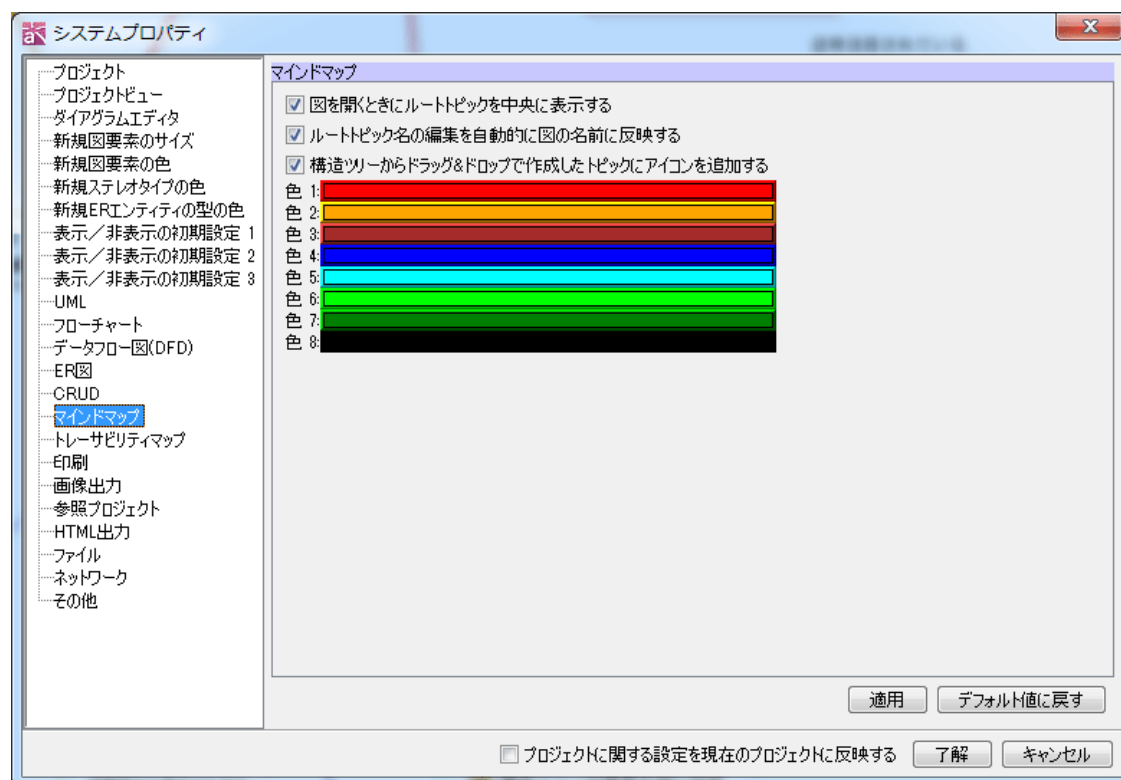 システムプロパティ
プロジェクト
プロジェクトビュー
ダイアグラムエディタ
新規図要素のサイズ
新規図要素の色
新規ステレオタイプの色
新規ERエンティティの型の色
表示／非表示の初期設定 1
表示／非表示の初期設定 2
表示／非表示の初期設定 3
UML
フローチャート
データフロー図(DFD)
ER図
CRUD
マインドマップ
トレーサビリティマップ
印刷
画像出力
参照プロジェクト
HTML出力
ファイル
ネットワーク
その他
マインドマップ
図を開くときにルートトピックを中央に表示する
ルートトピック名の編集を自動的に図の名前に反映する
構造ツリーからドラッグ&ドロップで作成したトピックにアイコンを追加する
色 1:
色 2:
色 3:
色 4:
色 5:
色 6:
色 7:
色 8:
適用
デフォルト値に戻す
プロジェクトに関する設定を現在のプロジェクトに反映する
了解
キャンセル